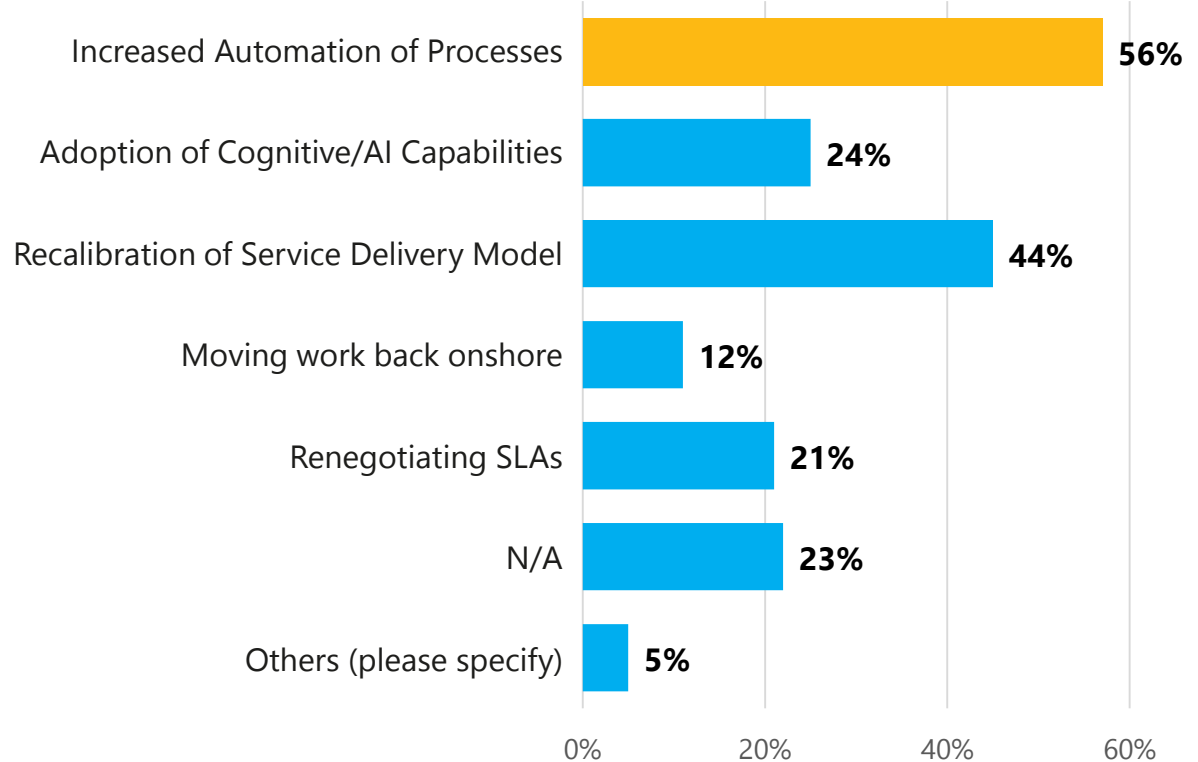 Increased Automation of Processes 56%
Adoption of Cognitive/AI Capabilities 24%
Recalibration of Service Delivery Model 44%
Moving work back onshore 12%
Renegotiating SLAs 21%
N/A 23%
Others (please specify) 5%
0% 20% 40% 60%